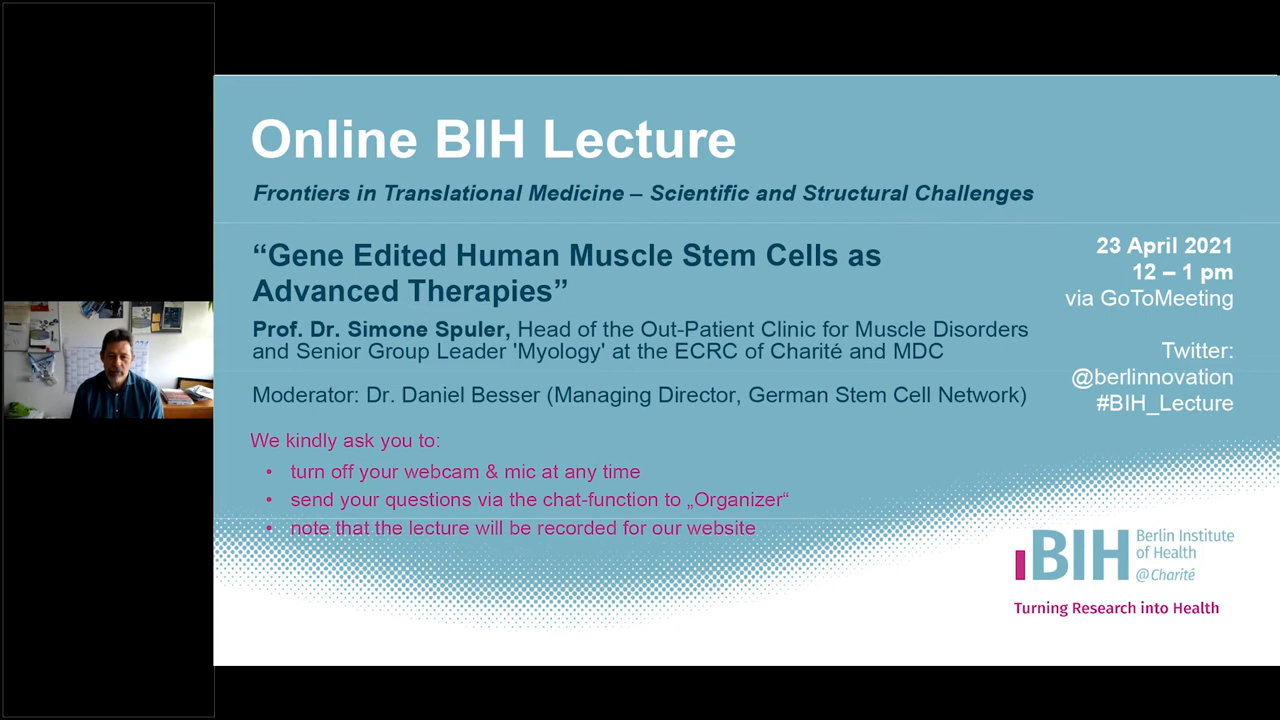 Online BIH Lecture
Frontiers in Translational Medicine – Scientific and Structural Challenges
“Gene Edited Human Muscle Stem Cells as
Advanced Therapies”
Prof. Dr. Simone Spuler, Head of the Out-Patient Clinic for Muscle Disorders
and Senior Group Leader 'Myology' at the ECRC of Charité and MDC
Moderator: Dr. Daniel Besser (Managing Director, German Stem Cell Network)
23 April 2021
12 – 1 pm
via GoToMeeting
Twitter:
@berlinnovation
#BIH_Lecture
We kindly ask you to:
• turn off your webcam & mic at any time
• send your questions via the chat-function to „Organizer“
• note that the lecture will be recorded for our website
BIH Berlin Institute
of Health
@Charité
Turning Research into Health